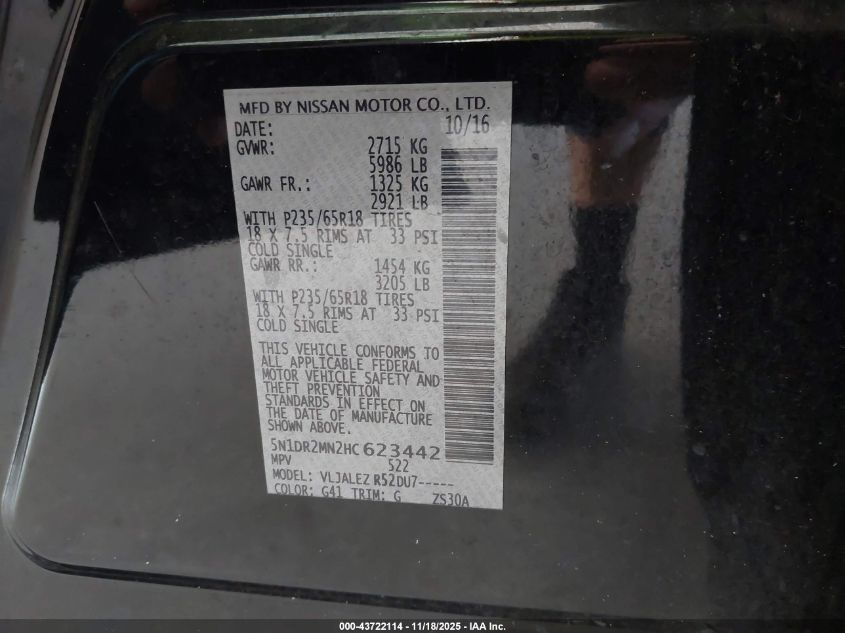 MFD BY NISSAN MOTOR CO., LTD.
DATE: 10/16
GVWR: 2715 KG
5986 LB
GAWR FR.: 1325 KG
2921 LB
WITH P235/65R18 TIRES
18 X 7.5 RIMS AT 33 PSI
COLD SINGLE
GAWR RR.: 1454 KG
3205 LB
WITH P235/65R18 TIRES
18 X 7.5 RIMS AT 33 PSI
COLD SINGLE
THIS VEHICLE CONFORMS TO
ALL APPLICABLE FEDERAL
MOTOR VEHICLE SAFETY AND
THEFT PREVENTION
STANDARDS IN EFFECT ON
THE DATE OF MANUFACTURE
SHOWN ABOVE.
5N1DR2MN2HC623442
MPV 522
MODEL: VLJALEZ R52DU7-----
COLOR: G41 TRIM: G ZS30A
000-43722114 - 11/18/2025 - IAA Inc.